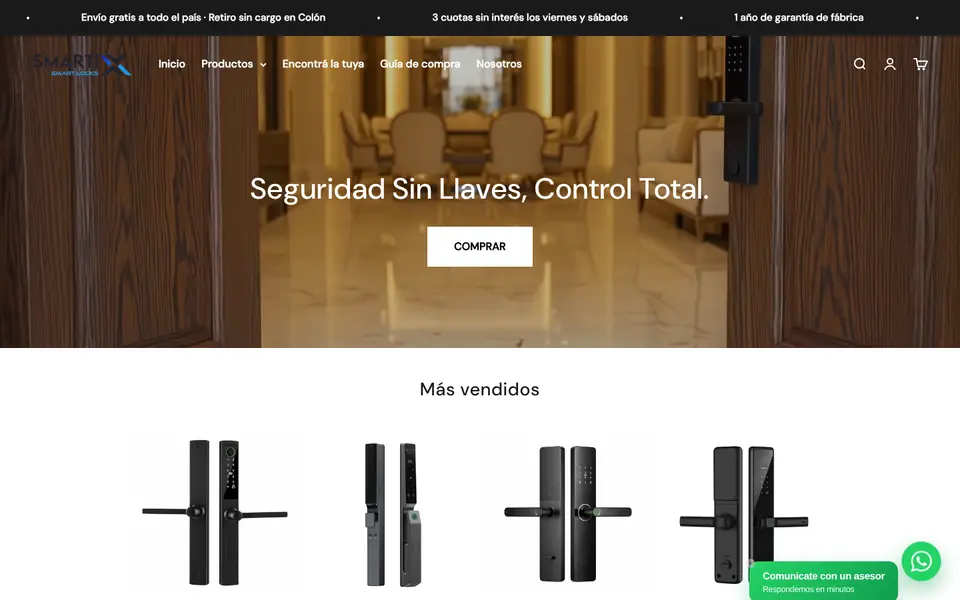 Envío gratis a todo el país · Retiro sin cargo en Colón
3 cuotas sin interés los viernes y sábados
1 año de garantía de fábrica
SMARTIX
SMART LOCKS
Inicio
Productos
Encontrá la tuya
Guía de compra
Nosotros
Seguridad Sin Llaves, Control Total.
COMPRAR
Más vendidos
Comunicate con un asesor
Respondemos en minutos